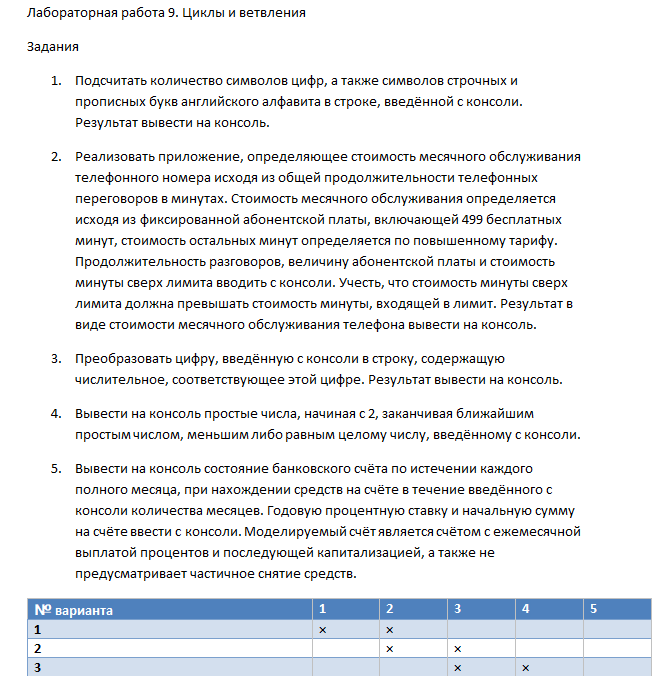 Лабораторная работа 9. Циклы и ветвления
Задания
1. Подсчитать количество символов цифр, а также символов строчных и
прописных букв английского алфавита в строке, введённой с консоли.
Результат вывести на консоль.
2. Реализовать приложение, определяющее стоимость месячного обслуживания
телефонного номера исходя из общей продолжительности телефонных
переговоров в минутах. Стоимость месячного обслуживания определяется
исходя из фиксированной абонентской платы, включающей 499 бесплатных
минут, стоимость остальных минут определяется по повышенному тарифу.
Продолжительность разговоров, величину абонентской платы и стоимость
минуты сверх лимита вводить с консоли. Учесть, что стоимость минуты сверх
лимита должна превышать стоимость минуты, входящей в лимит. Результат в
виде стоимости месячного обслуживания телефона вывести на консоль.
3. Преобразовать цифру, введённую с консоли в строку, содержащую
числительное, соответствующее этой цифре. Результат вывести на консоль.
4. Вывести на консоль простые числа, начиная с 2, заканчивая ближайшим
простым числом, меньшим либо равным целому числу, введённому с консоли.
5. Вывести на консоль состояние банковского счёта по истечении каждого
полного месяца, при нахождении средств на счёте в течение введённого с
консоли количества месяцев. Годовую процентную ставку и начальную сумму
на счёте ввести с консоли. Моделируемый счёт является счётом с ежемесячной
выплатой процентов и последующей капитализацией, а также не
предусматривает частичное снятие средств.
№ варианта 1 2 3 4 5
1 × ×
2 × ×
3 × ×